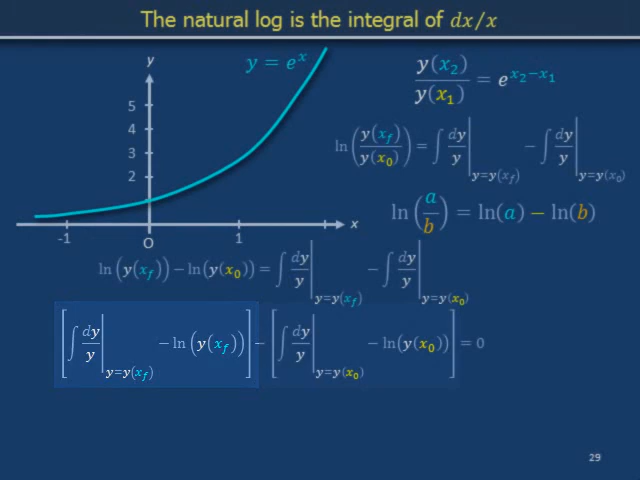 The natural log is the integral of dx/x
y
y = eˣ
5
4
3
2
-1
O
1
x
y(x₂)/y(x₁) = e^(x₂−x₁)
ln(y(x_f)/y(x₀)) = ∫ dy/y |_{y=y(x_f)} − ∫ dy/y |_{y=y(x₀)}
ln(a/b) = ln(a) − ln(b)
ln(y(x_f)) − ln(y(x₀)) = ∫ dy/y |_{y=y(x_f)} − ∫ dy/y |_{y=y(x₀)}
[∫ dy/y |_{y=y(x_f)} − ln(y(x_f))] − [∫ dy/y |_{y=y(x₀)} − ln(y(x₀))] = 0
29